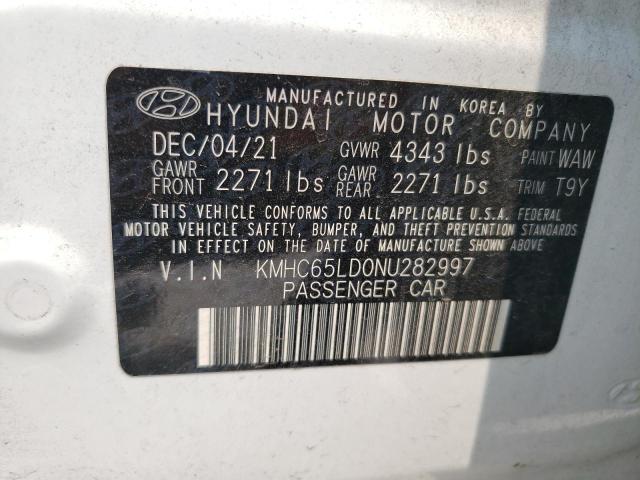 MANUFACTURED IN KOREA BY
HYUNDAI MOTOR COMPANY
DEC/04/21 GVWR 4343 lbs PAINT WAW
GAWR FRONT 2271 lbs GAWR REAR 2271 lbs TRIM T9Y
THIS VEHICLE CONFORMS TO ALL APPLICABLE U.S.A. FEDERAL
MOTOR VEHICLE SAFETY, BUMPER, AND THEFT PREVENTION
STANDARDS IN EFFECT ON THE DATE OF MANUFACTURE SHOWN ABOVE.
V.I.N KMHC65LD0NU282997
PASSENGER CAR